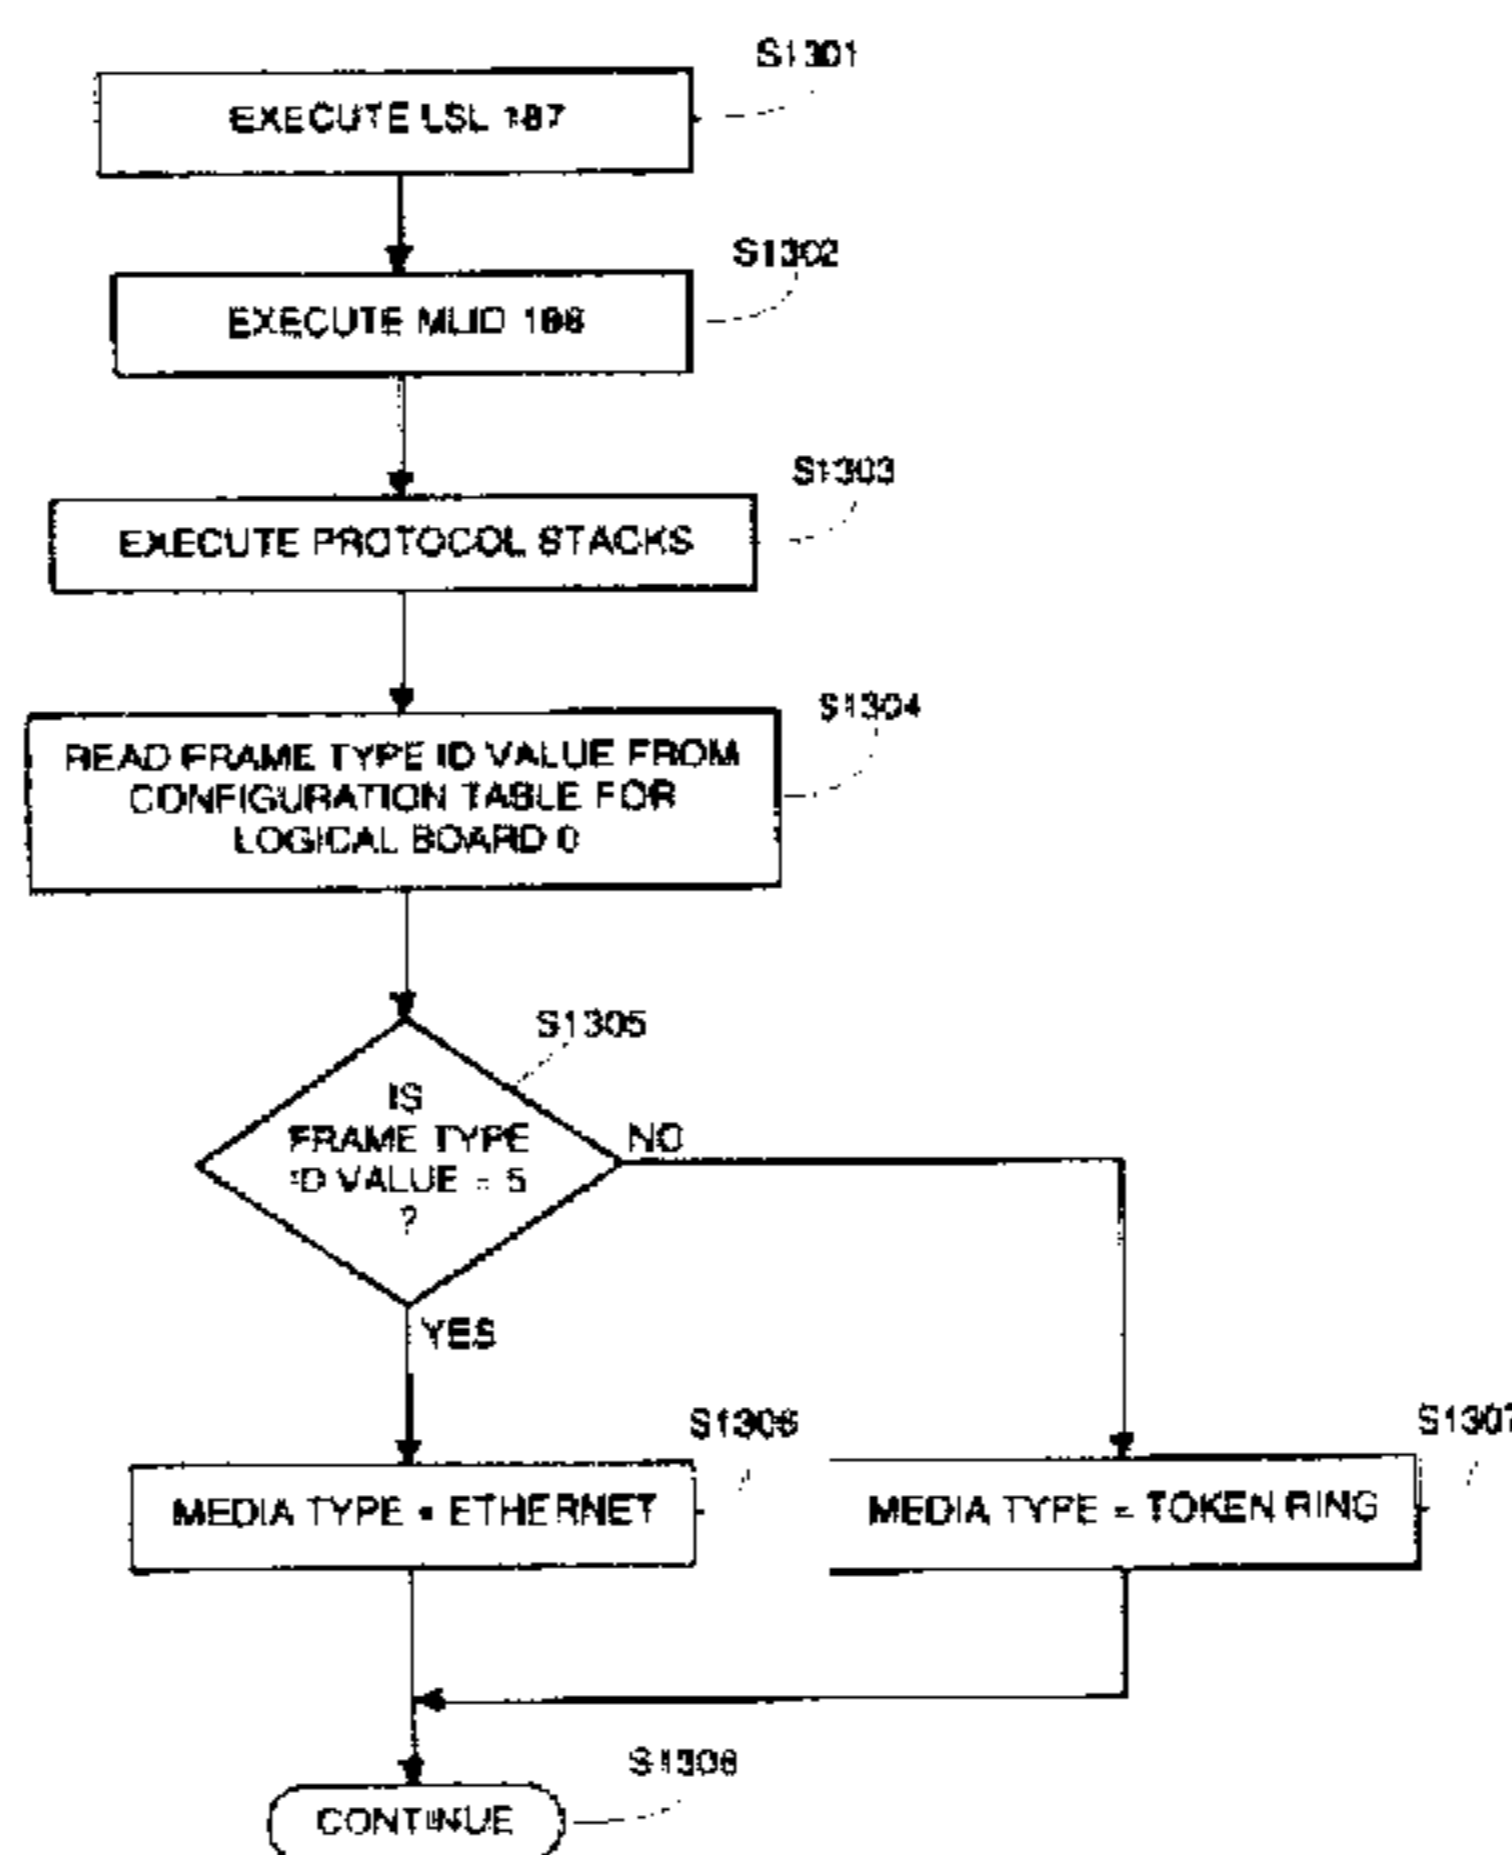 S1301
EXECUTE LSL 187
S1302
EXECUTE MLID 186
S1303
EXECUTE PROTOCOL STACKS
S1304
READ FRAME TYPE ID VALUE FROM
CONFIGURATION TABLE FOR
LOGICAL BOARD 0
S1305
IS
FRAME TYPE
ID VALUE = 5
?
NO
YES
S1306
MEDIA TYPE = ETHERNET
S1307
MEDIA TYPE = TOKEN RING
S1308
CONTINUE